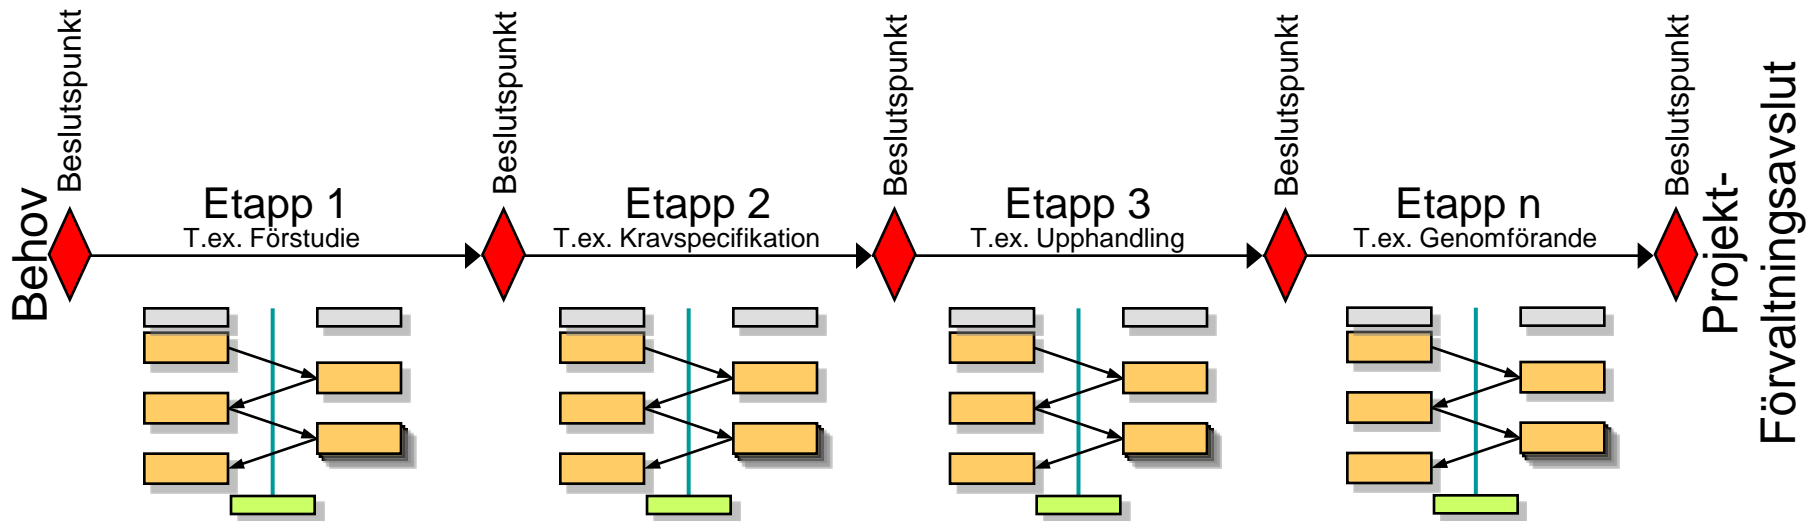 Behov
Beslutspunkt
Etapp 1
T.ex. Förstudie
Beslutspunkt
Etapp 2
T.ex. Kravspecifikation
Beslutspunkt
Etapp 3
T.ex. Upphandling
Beslutspunkt
Etapp n
T.ex. Genomförande
Beslutspunkt
Projekt-
Förvaltningsavslut